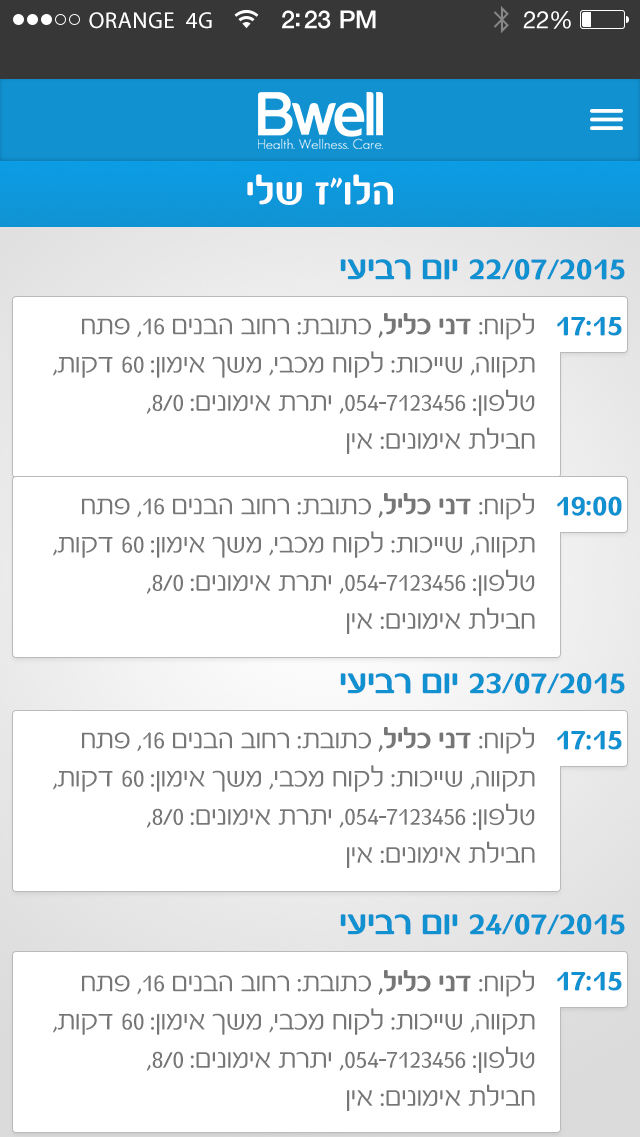 ORANGE 4G 2:23 PM 22%
Bwell
Health. Wellness. Care.
הלו״ז שלי
22/07/2015 יום רביעי
17:15
לקוח: דני כליל, כתובת: רחוב הבנים 16, פתח
תקווה, שייכות: לקוח מכבי, משך אימון: 60 דקות,
טלפון: 054-7123456, יתרת אימונים: 8/0,
חבילת אימונים: אין
19:00
לקוח: דני כליל, כתובת: רחוב הבנים 16, פתח
תקווה, שייכות: לקוח מכבי, משך אימון: 60 דקות,
טלפון: 054-7123456, יתרת אימונים: 8/0,
חבילת אימונים: אין
23/07/2015 יום רביעי
17:15
לקוח: דני כליל, כתובת: רחוב הבנים 16, פתח
תקווה, שייכות: לקוח מכבי, משך אימון: 60 דקות,
טלפון: 054-7123456, יתרת אימונים: 8/0,
חבילת אימונים: אין
24/07/2015 יום רביעי
17:15
לקוח: דני כליל, כתובת: רחוב הבנים 16, פתח
תקווה, שייכות: לקוח מכבי, משך אימון: 60 דקות,
טלפון: 054-7123456, יתרת אימונים: 8/0,
חבילת אימונים: אין